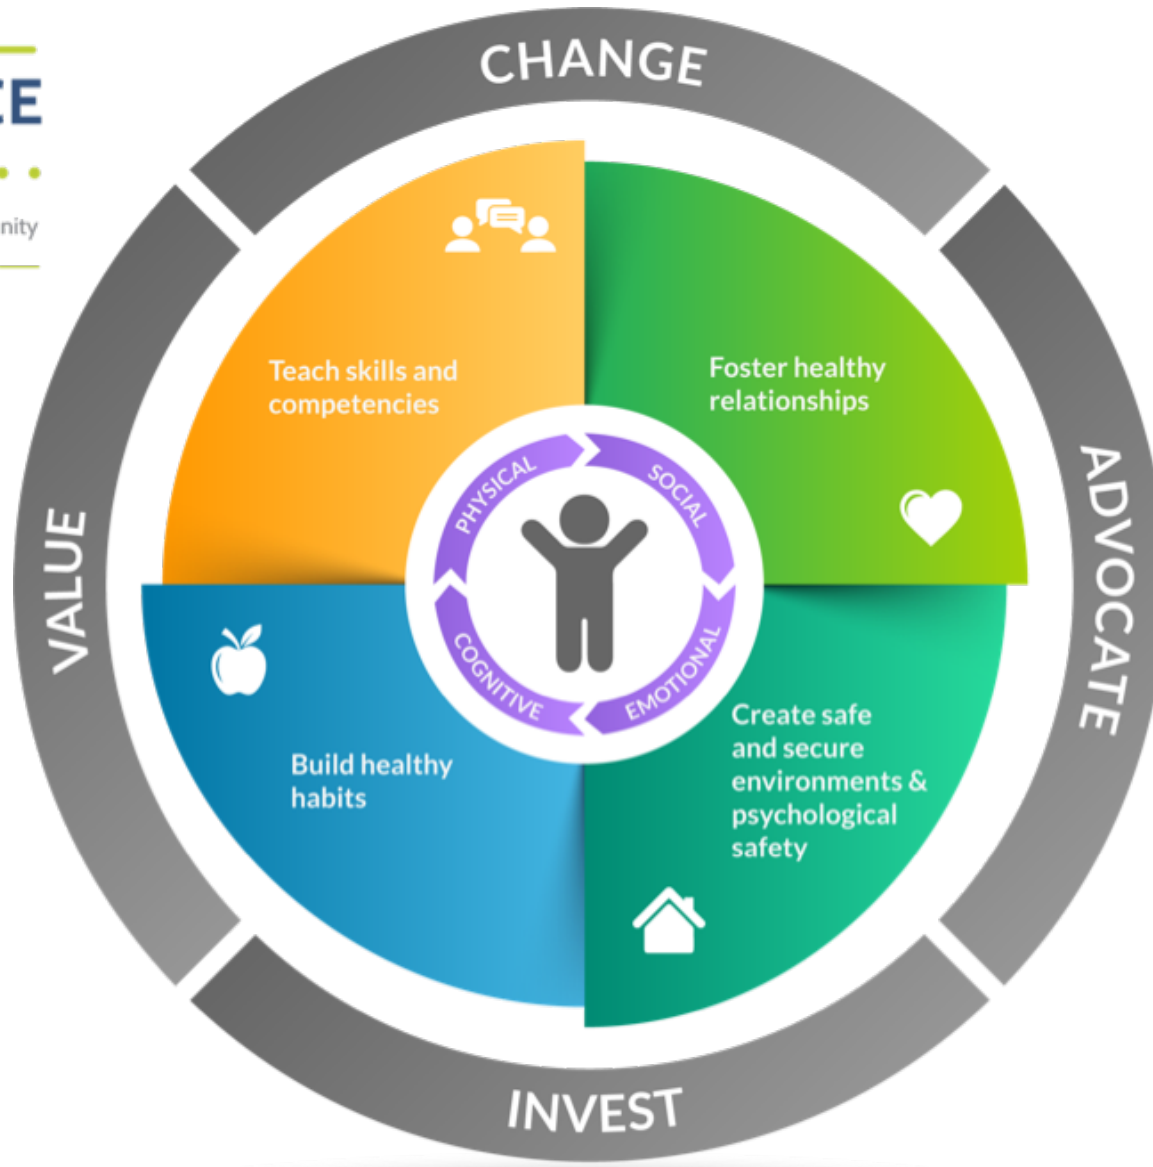 CHANGE
nity
Teach skills and
competencies
Foster healthy
relationships
PHYSICAL
SOCIAL
VALUE
ADVOCATE
COGNITIVE
EMOTIONAL
Build healthy
habits
Create safe
and secure
environments &
psychological
safety
INVEST